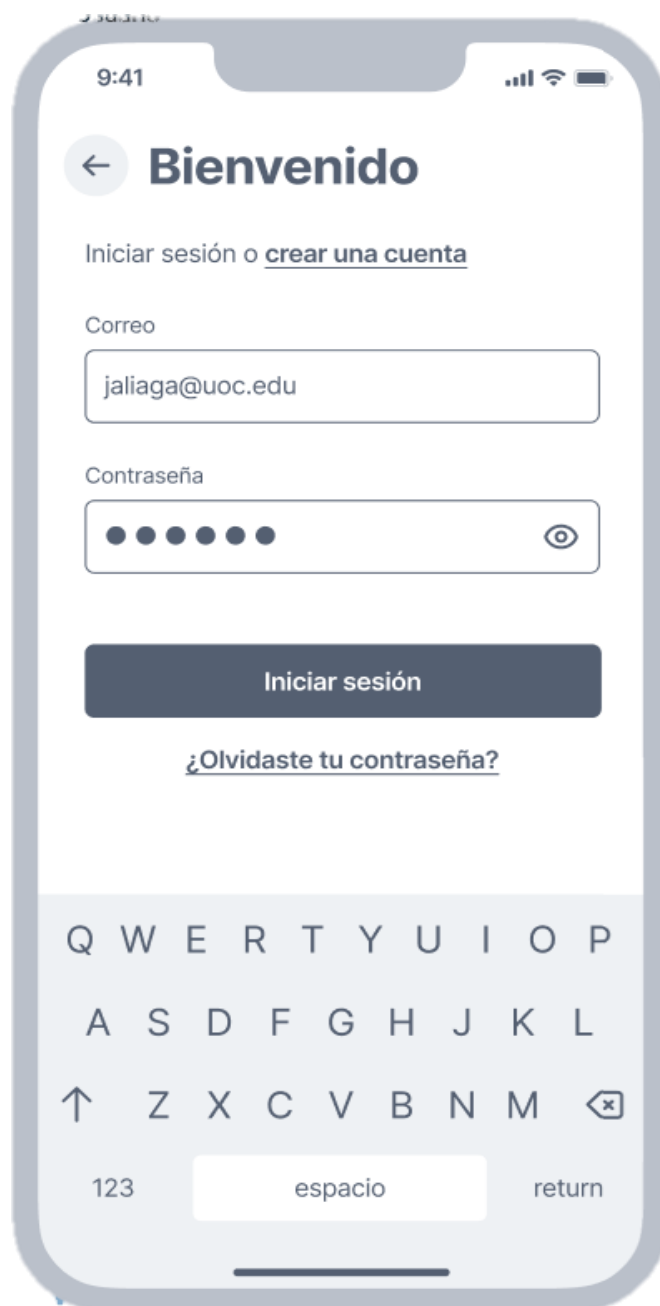 9:41
Bienvenido
Iniciar sesión o crear una cuenta
Correo
jaliaga@uoc.edu
Contraseña
Iniciar sesión
¿Olvidaste tu contraseña?
Q W E R T Y U I O P
A S D F G H J K L
Z X C V B N M
123 espacio return